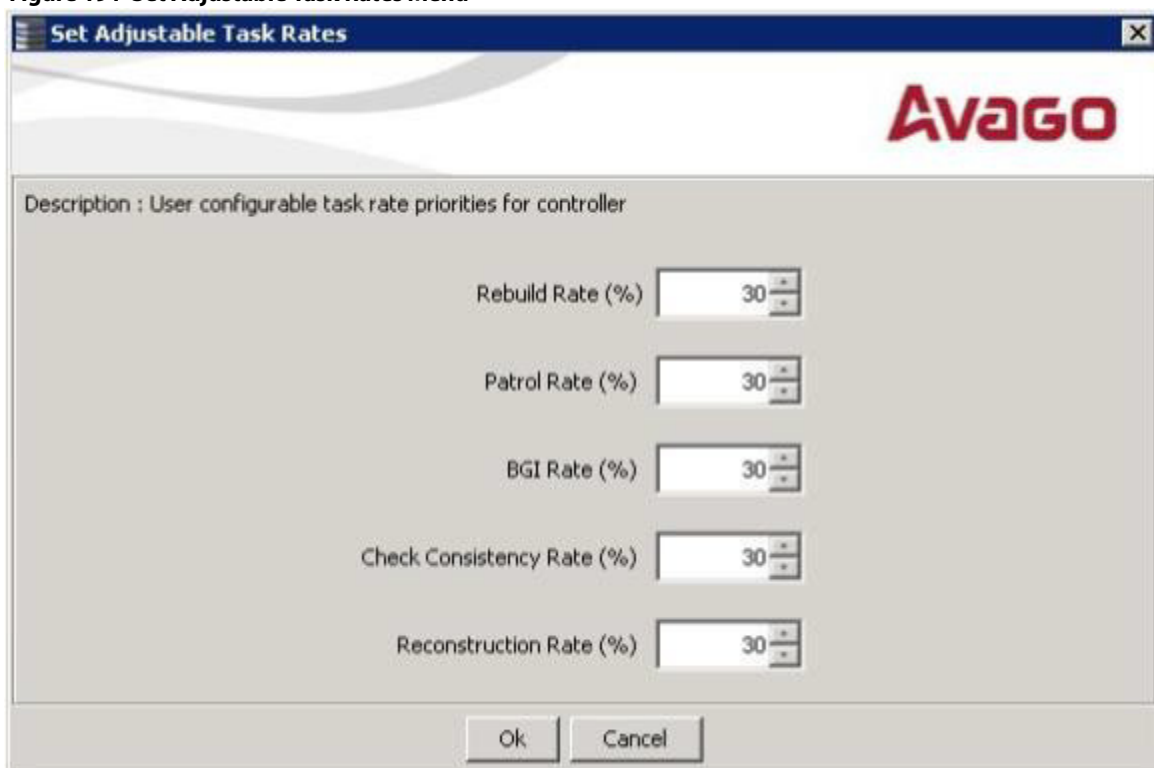 Set Adjustable Task Rates
Avago
Description : User configurable task rate priorities for controller
Rebuild Rate (%) 30
Patrol Rate (%) 30
BGI Rate (%) 30
Check Consistency Rate (%) 30
Reconstruction Rate (%) 30
Ok Cancel